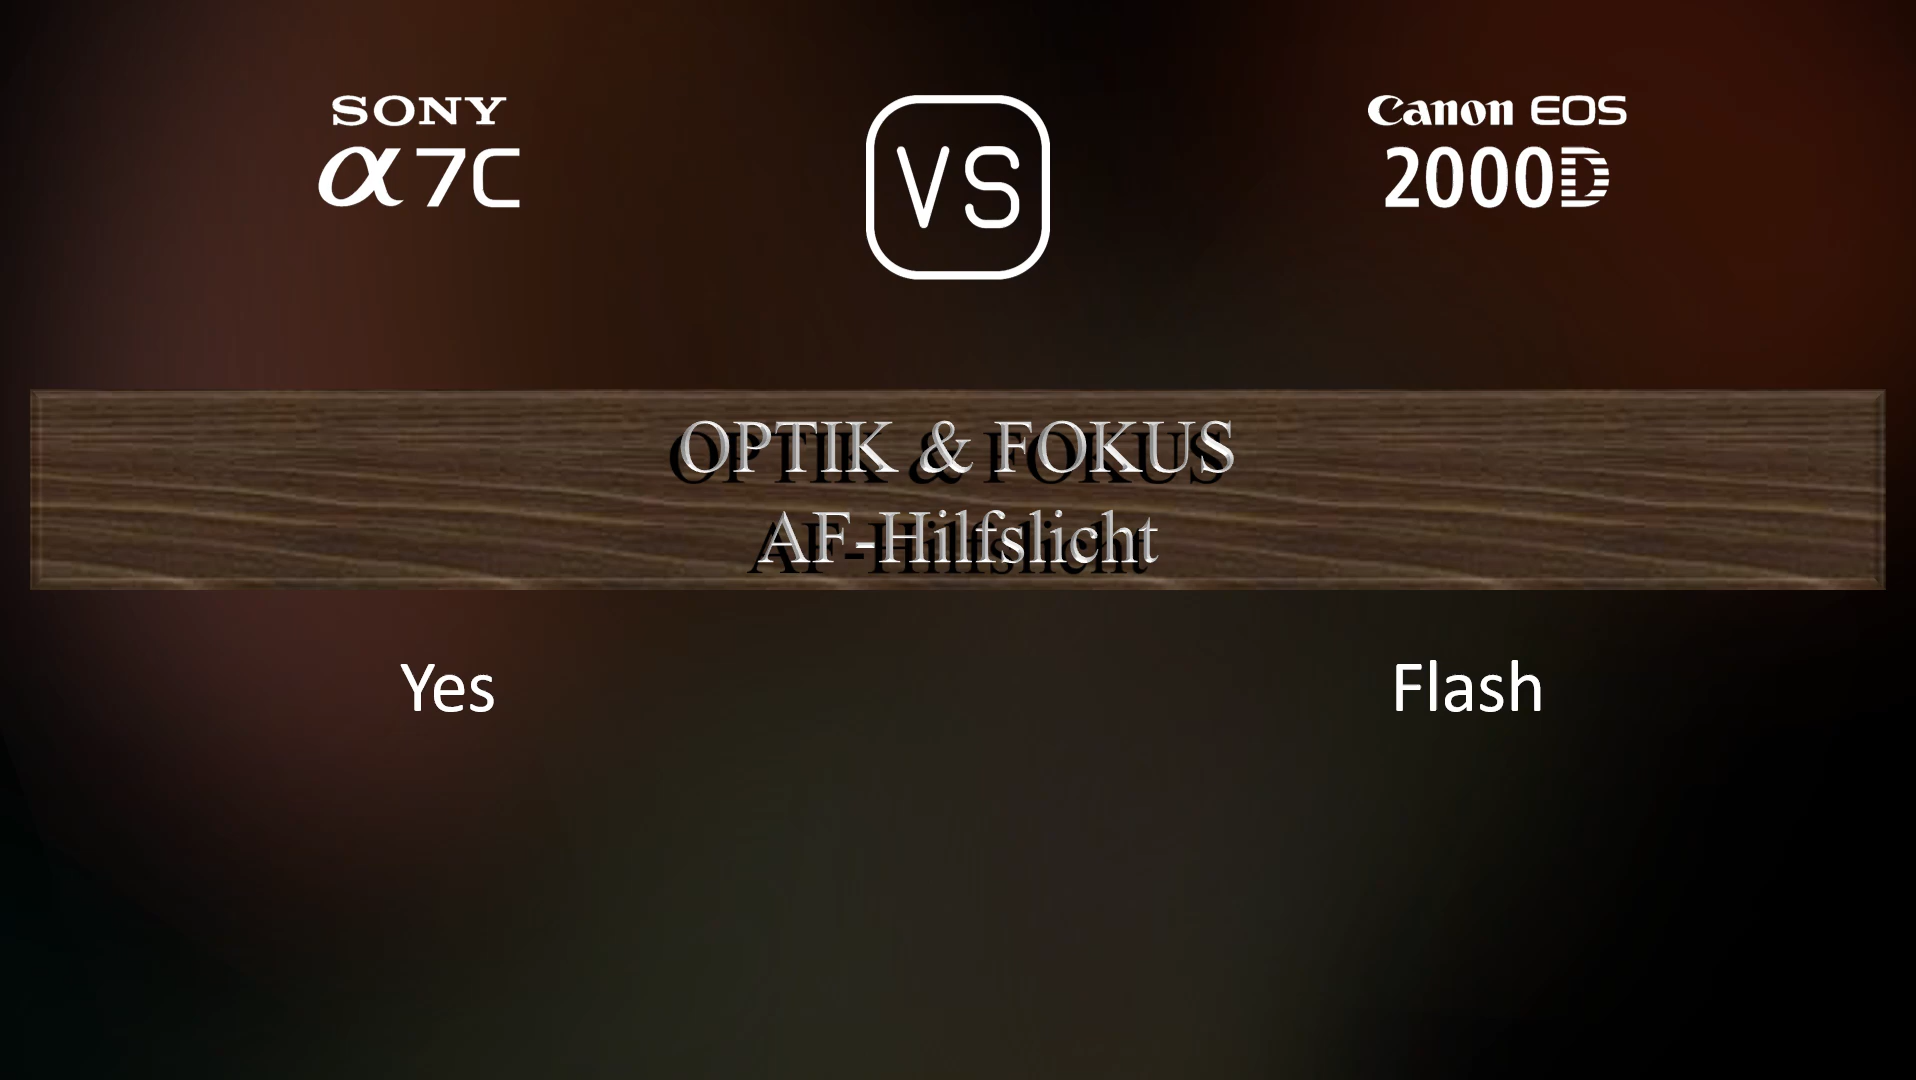 SONY
α7C
VS
Canon EOS
2000D
OPTIK & FOKUS
AF-Hilfslicht
Yes
Flash